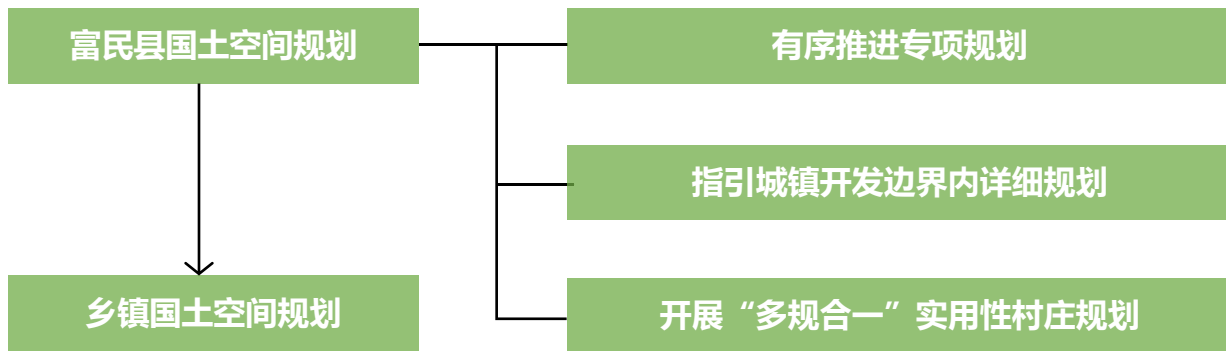 富民县国土空间规划
有序推进专项规划
指引城镇开发边界内详细规划
乡镇国土空间规划
开展“多规合一”实用性村庄规划